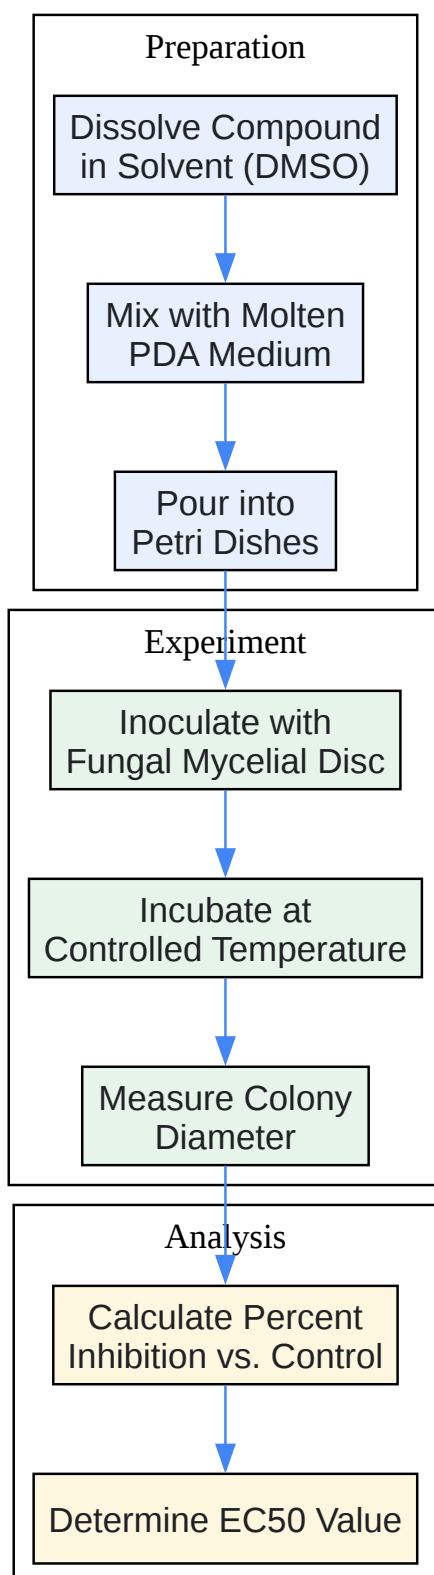 Preparation
Dissolve Compound
in Solvent (DMSO)
Mix with Molten
PDA Medium
Pour into
Petri Dishes
Experiment
Inoculate with
Fungal Mycelial Disc
Incubate at
Controlled Temperature
Measure Colony
Diameter
Analysis
Calculate Percent
Inhibition vs. Control
Determine EC50 Value